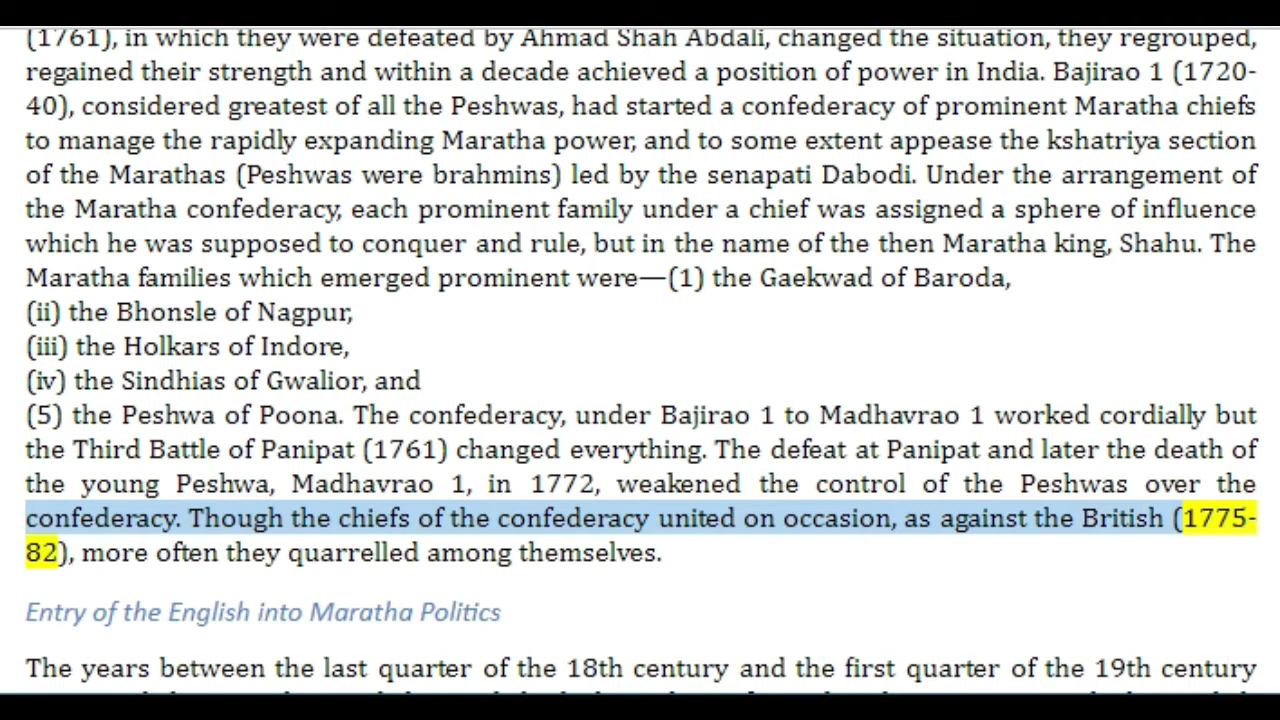 (1761), in which they were defeated by Ahmad Shah Abdali, changed the situation, they regrouped,
regained their strength and within a decade achieved a position of power in India. Bajirao 1 (1720-
40), considered greatest of all the Peshwas, had started a confederacy of prominent Maratha chiefs
to manage the rapidly expanding Maratha power, and to some extent appease the kshatriya section
of the Marathas (Peshwas were brahmins) led by the senapati Dabodi. Under the arrangement of
the Maratha confederacy, each prominent family under a chief was assigned a sphere of influence
which he was supposed to conquer and rule, but in the name of the then Maratha king, Shahu. The
Maratha families which emerged prominent were—(1) the Gaekwad of Baroda,
(ii) the Bhonsle of Nagpur,
(iii) the Holkars of Indore,
(iv) the Sindhias of Gwalior, and
(5) the Peshwa of Poona. The confederacy, under Bajirao 1 to Madhavrao 1 worked cordially but
the Third Battle of Panipat (1761) changed everything. The defeat at Panipat and later the death of
the young Peshwa, Madhavrao 1, in 1772, weakened the control of the Peshwas over the
confederacy. Though the chiefs of the confederacy united on occasion, as against the British (1775-
82), more often they quarrelled among themselves.
Entry of the English into Maratha Politics
The years between the last quarter of the 18th century and the first quarter of the 19th century